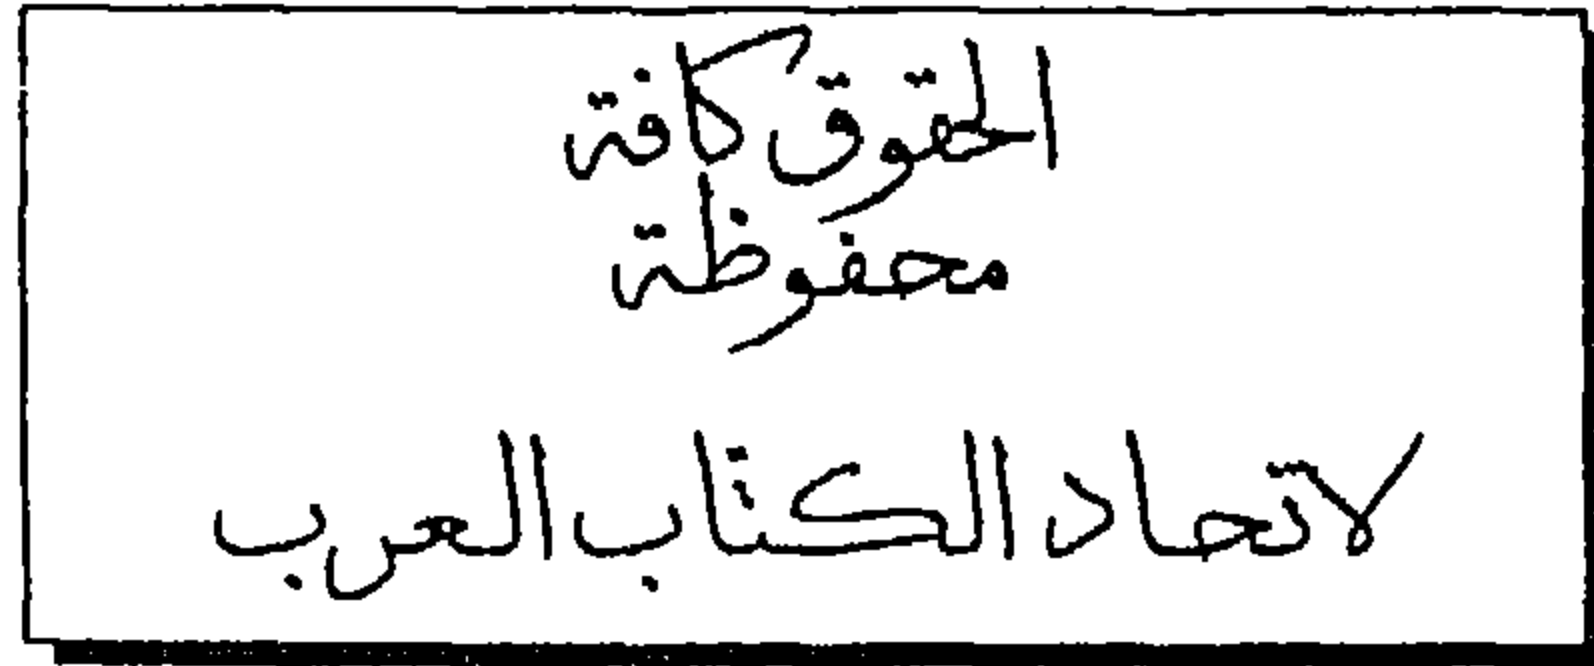 الحقوق كافة
محفوظة
لاتحاد الكتاب العرب